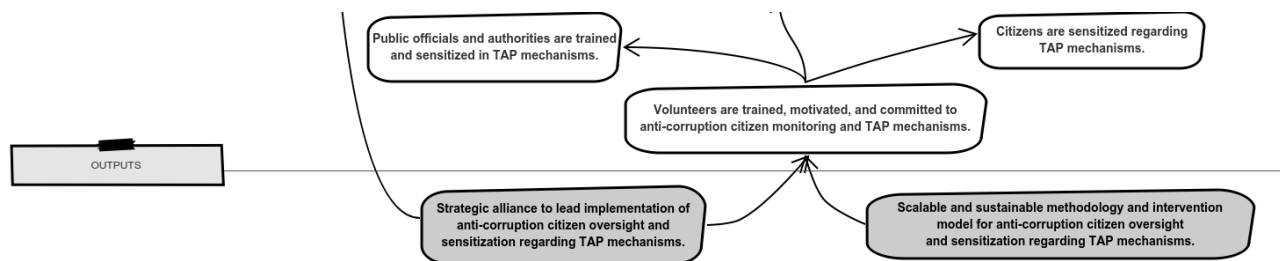 Public officials and authorities are trained
and sensitized in TAP mechanisms.
Citizens are sensitized regarding
TAP mechanisms.
Volunteers are trained, motivated, and committed to
anti-corruption citizen monitoring and TAP mechanisms.
OUTPUTS
Strategic alliance to lead implementation of
anti-corruption citizen oversight and
sensitization regarding TAP mechanisms.
Scalable and sustainable methodology and intervention
model for anti-corruption citizen oversight
and sensitization regarding TAP mechanisms.